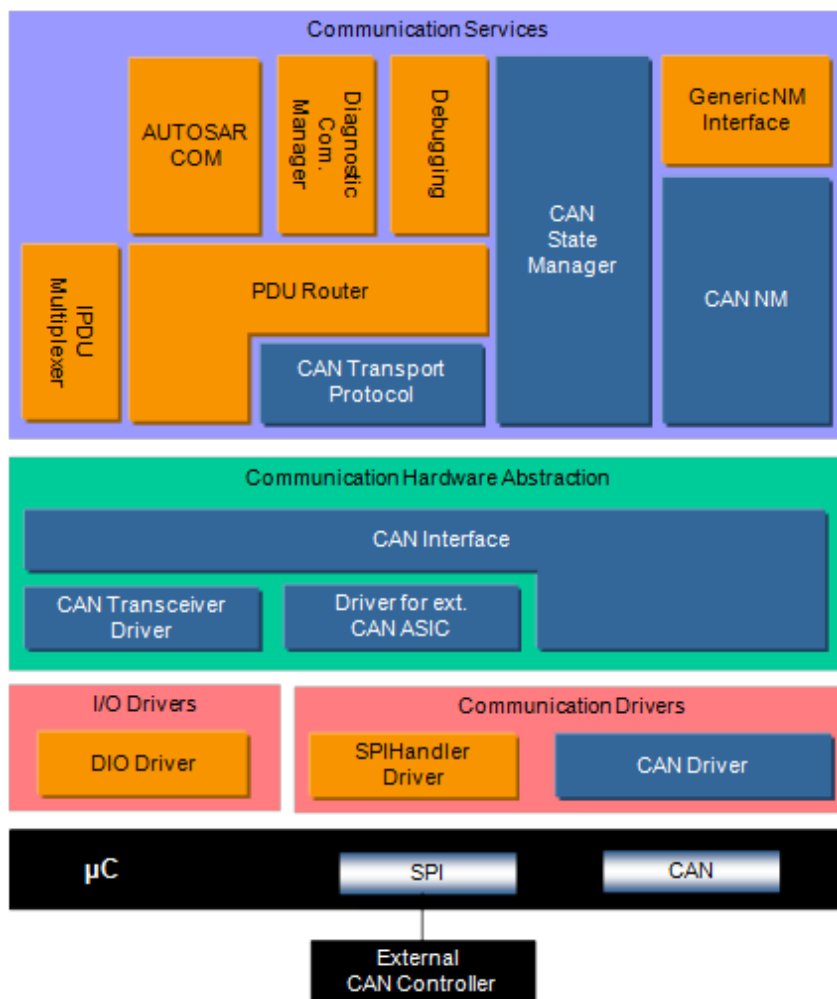 Communication Services
AUTOSAR
COM
Diagnostic
Com.
Manager
Debugging
CAN
State
Manager
Generic NM
Interface
CAN NM
IPDU
Multiplexer
PDU Router
CAN Transport
Protocol
Communication Hardware Abstraction
CAN Interface
CAN Transceiver
Driver
Driver for ext.
CAN ASIC
I/O Drivers
DIO Driver
Communication Drivers
SPIHandler
Driver
CAN Driver
µC
SPI
CAN
External
CAN Controller